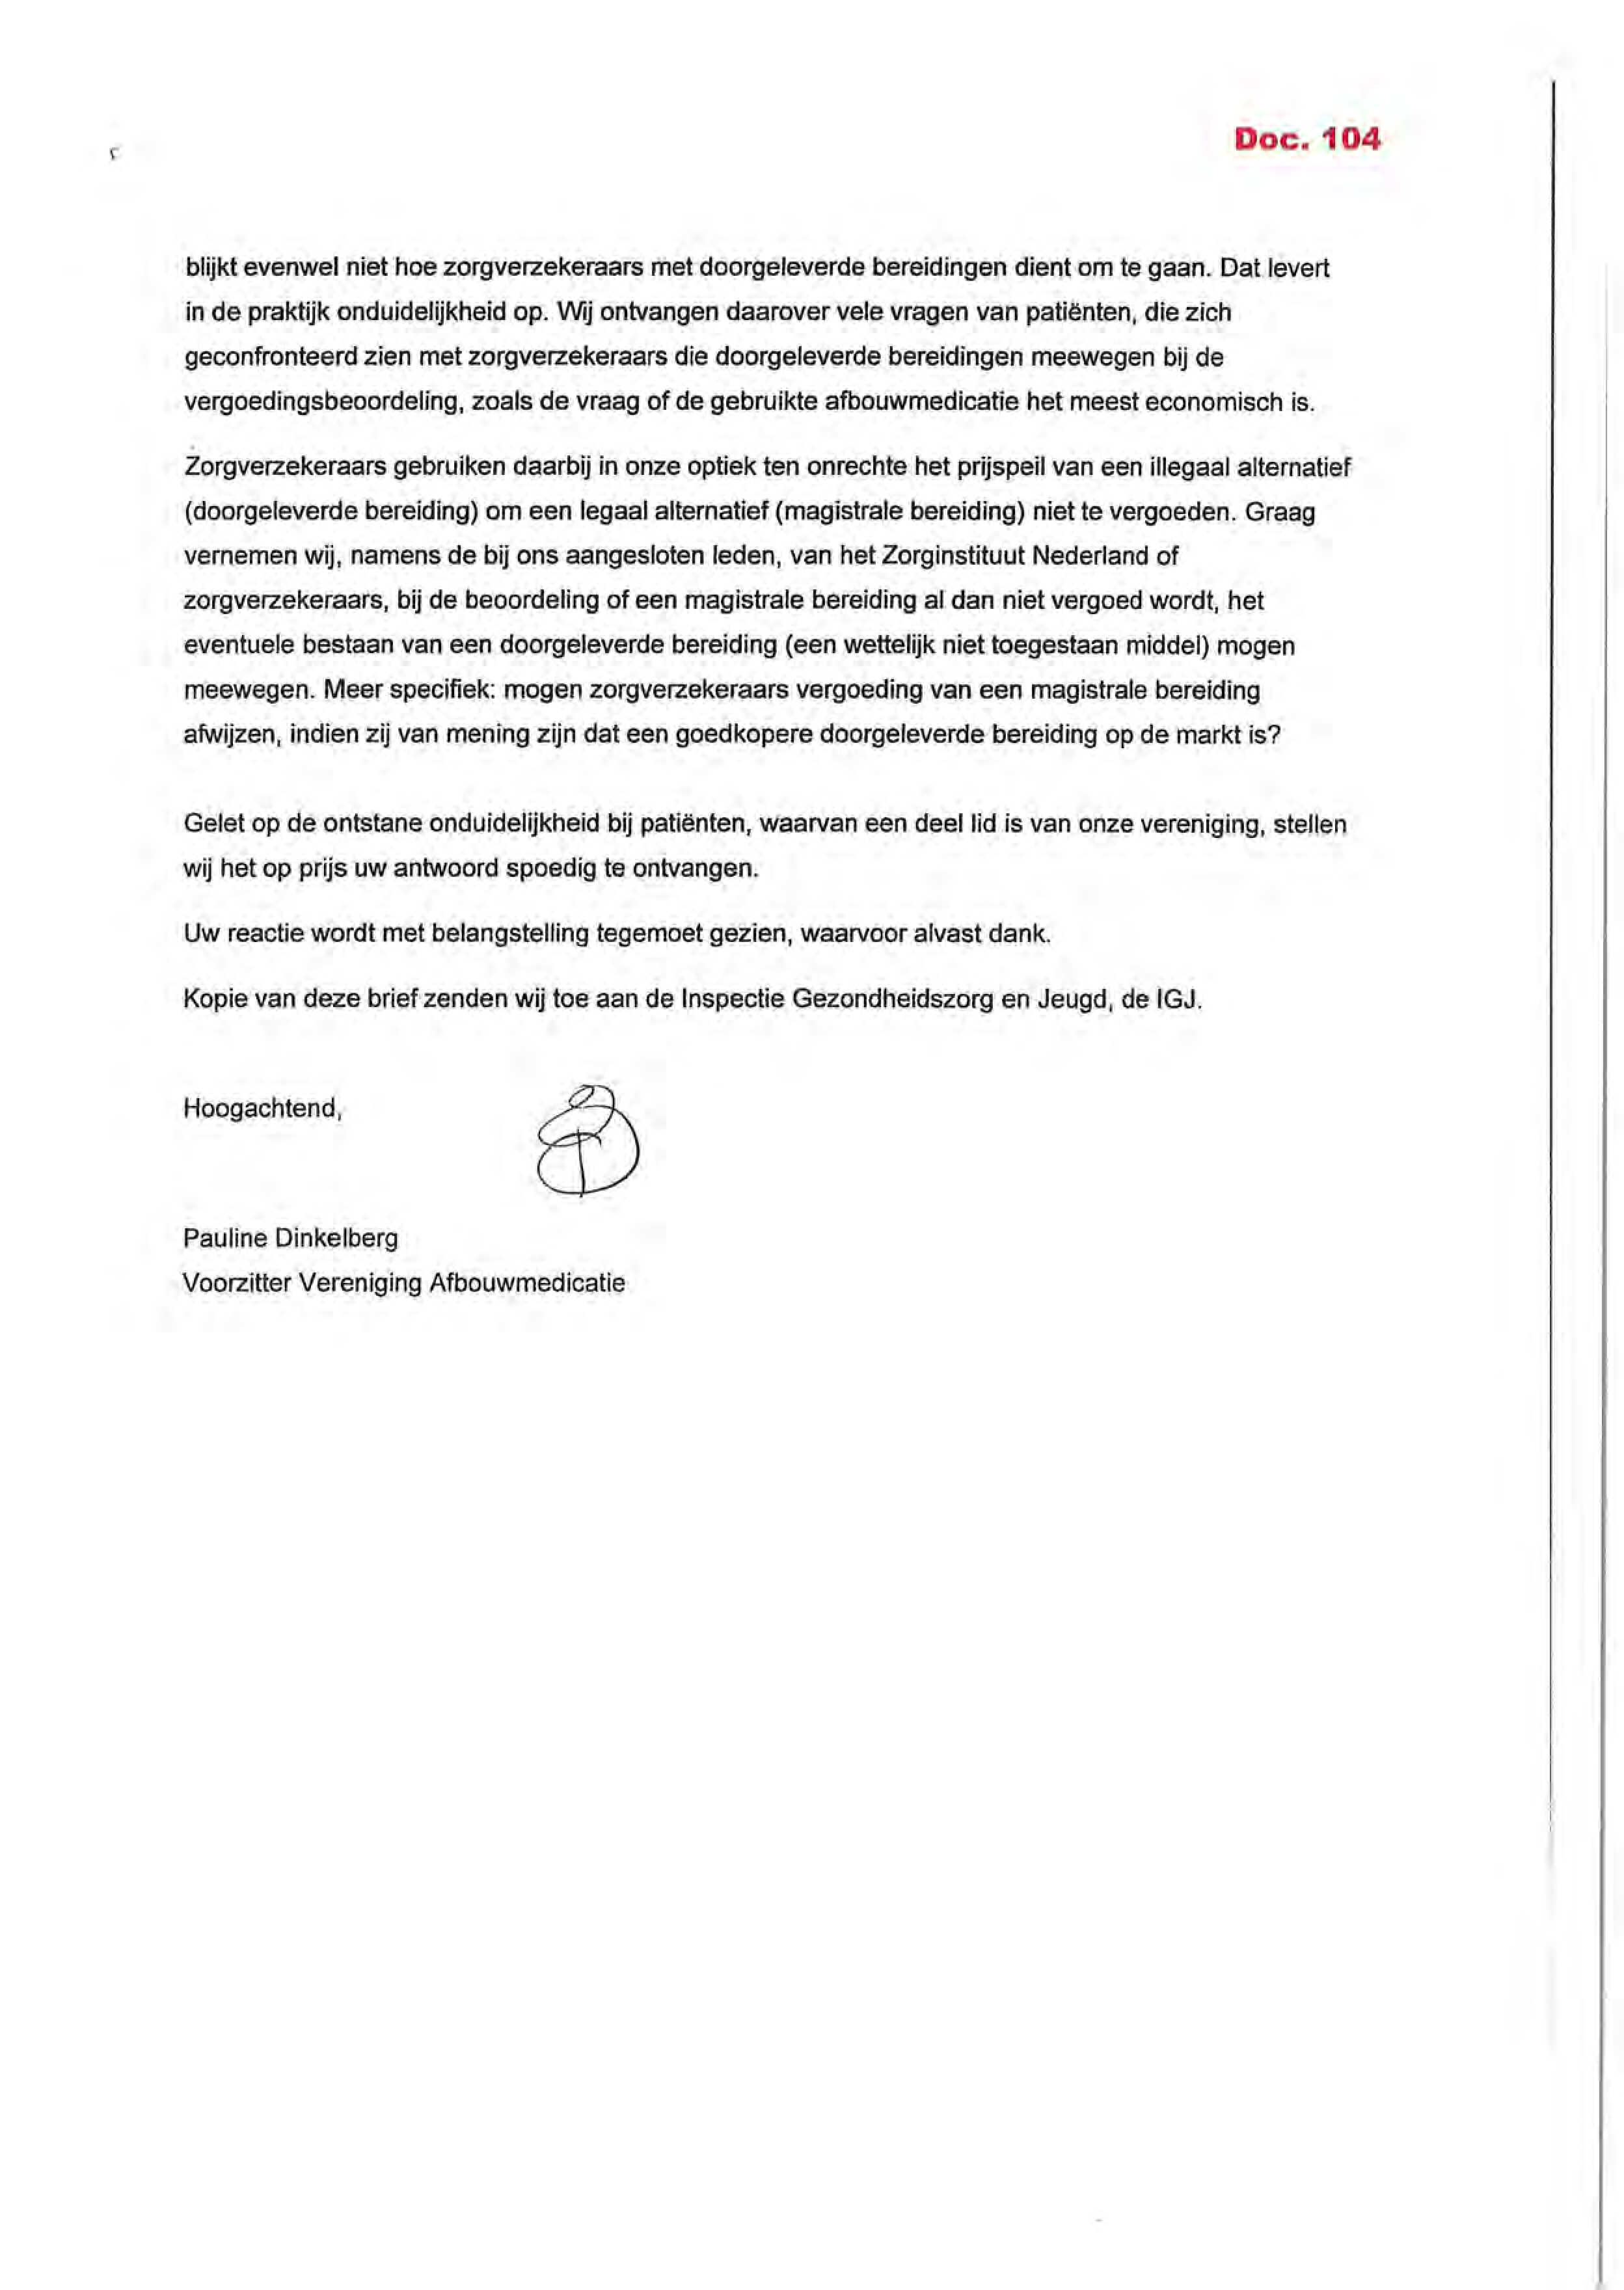 Doc. 104
blijkt evenwel niet hoe zorgverzekeraars met doorgeleverde bereidingen dient om te gaan. Dat levert
in de praktijk onduidelijkheid op. Wij ontvangen daarover vele vragen van patiënten, die zich
geconfronteerd zien met zorgverzekeraars die doorgeleverde bereidingen meewegen bij de
vergoedingsbeoordeling, zoals de vraag of de gebruikte afbouwmedicatie het meest economisch is.
Zorgverzekeraars gebruiken daarbij in onze optiek ten onrechte het prijspeil van een illegaal alternatief
(doorgeleverde bereiding) om een legaal alternatief (magistrale bereiding) niet te vergoeden. Graag
vernemen wij, namens de bij ons aangesloten leden, van het Zorginstituut Nederland of
zorgverzekeraars, bij de beoordeling of een magistrale bereiding al dan niet vergoed wordt, het
eventuele bestaan van een doorgeleverde bereiding (een wettelijk niet toegestaan middel) mogen
meewegen. Meer specifiek: mogen zorgverzekeraars vergoeding van een magistrale bereiding
afwijzen, indien zij van mening zijn dat een goedkopere doorgeleverde bereiding op de markt is?
Gelet op de ontstane onduidelijkheid bij patiënten, waarvan een deel lid is van onze vereniging, stellen
wij het op prijs uw antwoord spoedig te ontvangen.
Uw reactie wordt met belangstelling tegemoet gezien, waarvoor alvast dank.
Kopie van deze brief zenden wij toe aan de Inspectie Gezondheidszorg en Jeugd, de IGJ.
Hoogachtend,
Pauline Dinkelberg
Voorzitter Vereniging Afbouwmedicatie